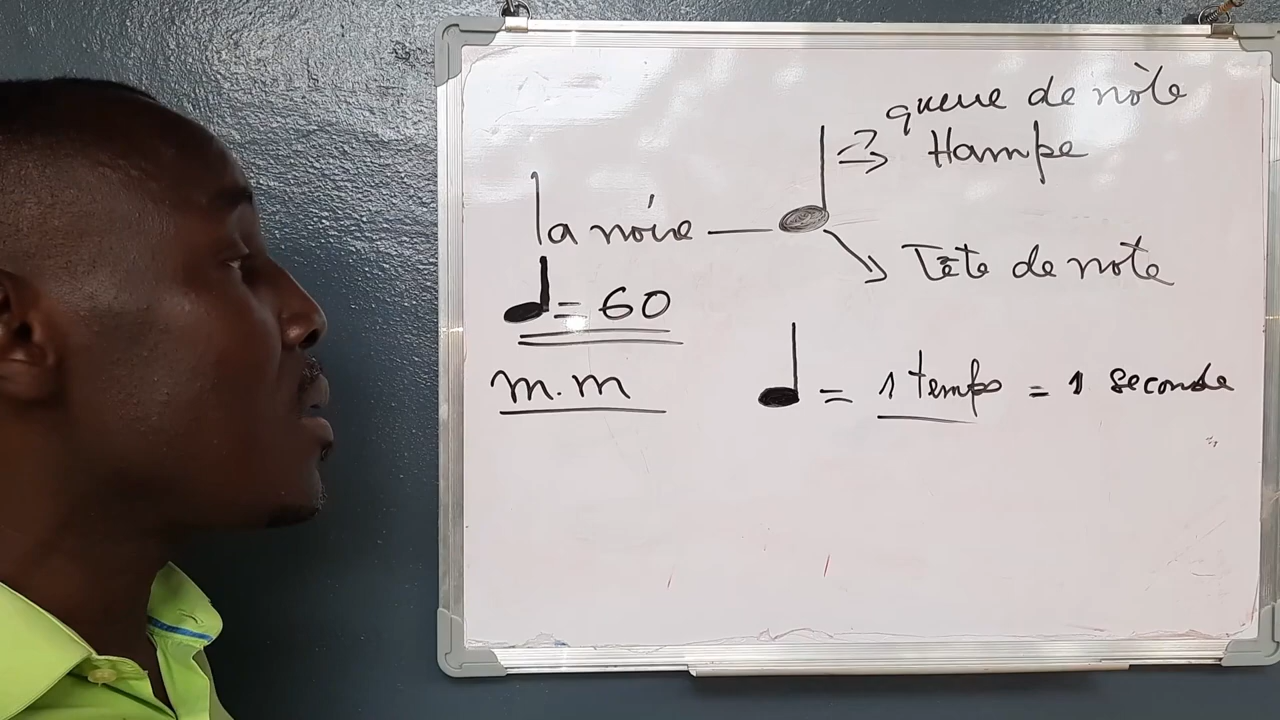 queue de note
Hampe
la noire
Tête de note
= 60
m.m
= 1 temps = 1 seconde